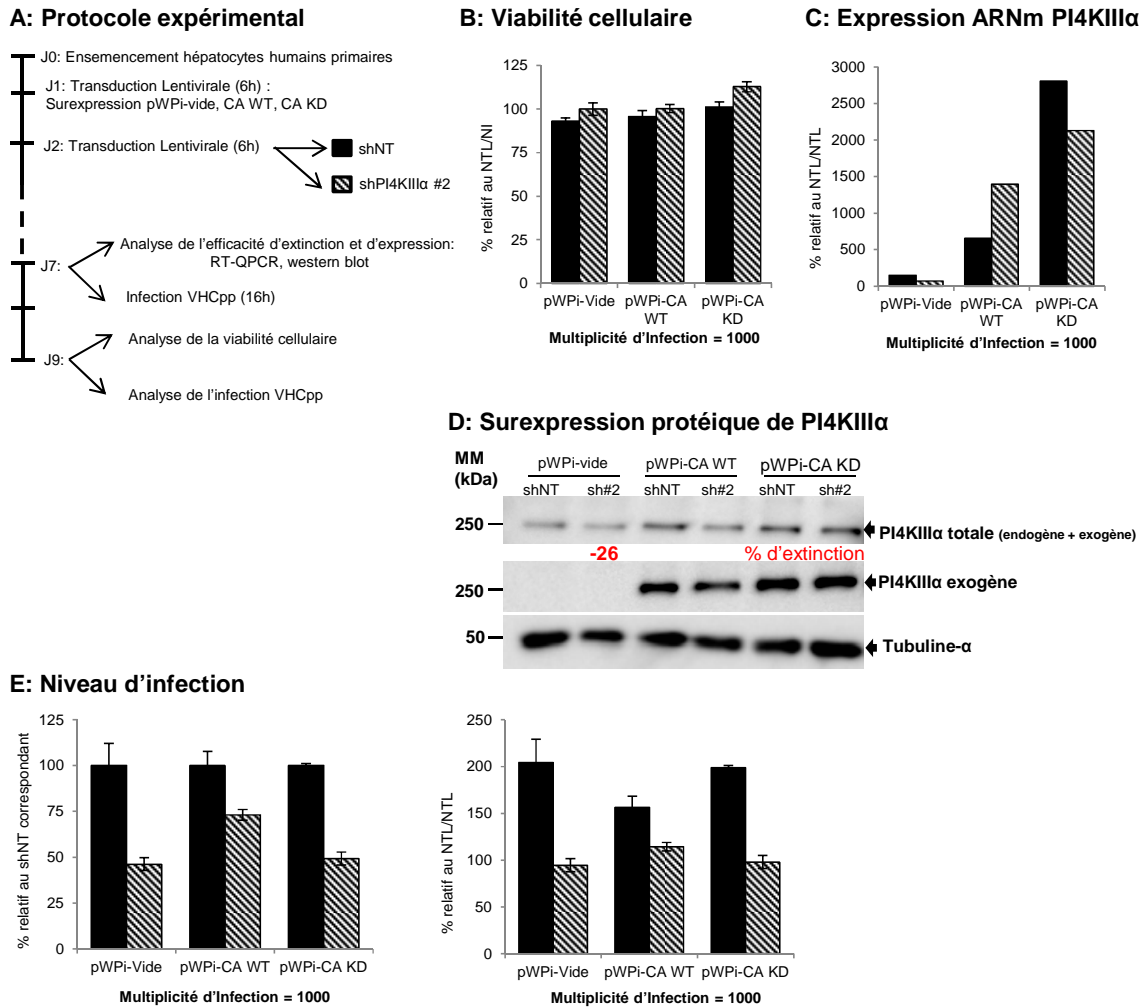 A: Protocole expérimental
J0: Ensemencement hépatocytes humains primaires
J1: Transduction Lentivirale (6h) :
Surexpression pWPi-vide, CA WT, CA KD
J2: Transduction Lentivirale (6h)
shNT
shPI4KIIIα #2
J7:
Analyse de l'efficacité d'extinction et d'expression:
RT-QPCR, western blot
Infection VHCpp (16h)
J9:
Analyse de la viabilité cellulaire
Analyse de l'infection VHCpp
B: Viabilité cellulaire
% relatif au NTL/NI
125
100
75
50
25
0
pWPi-Vide pWPi-CA WT pWPi-CA KD
Multiplicité d'Infection = 1000
C: Expression ARNm PI4KIIIα
% relatif au NTL/NTL
3000
2500
2000
1500
1000
500
0
pWPi-Vide pWPi-CA WT pWPi-CA KD
Multiplicité d'Infection = 1000
D: Surexpression protéique de PI4KIIIα
MM (kDa)
pWPi-vide pWPi-CA WT pWPi-CA KD
shNT sh#2 shNT sh#2 shNT sh#2
250
PI4KIIIα totale (endogène + exogène)
-26 % d'extinction
250
PI4KIIIα exogène
50
Tubuline-α
E: Niveau d'infection
% relatif au shNT correspondant
125
100
75
50
25
0
pWPi-Vide pWPi-CA WT pWPi-CA KD
Multiplicité d'Infection = 1000
% relatif au NTL/NTL
250
200
150
100
50
0
pWPi-Vide pWPi-CA WT pWPi-CA KD
Multiplicité d'Infection = 1000